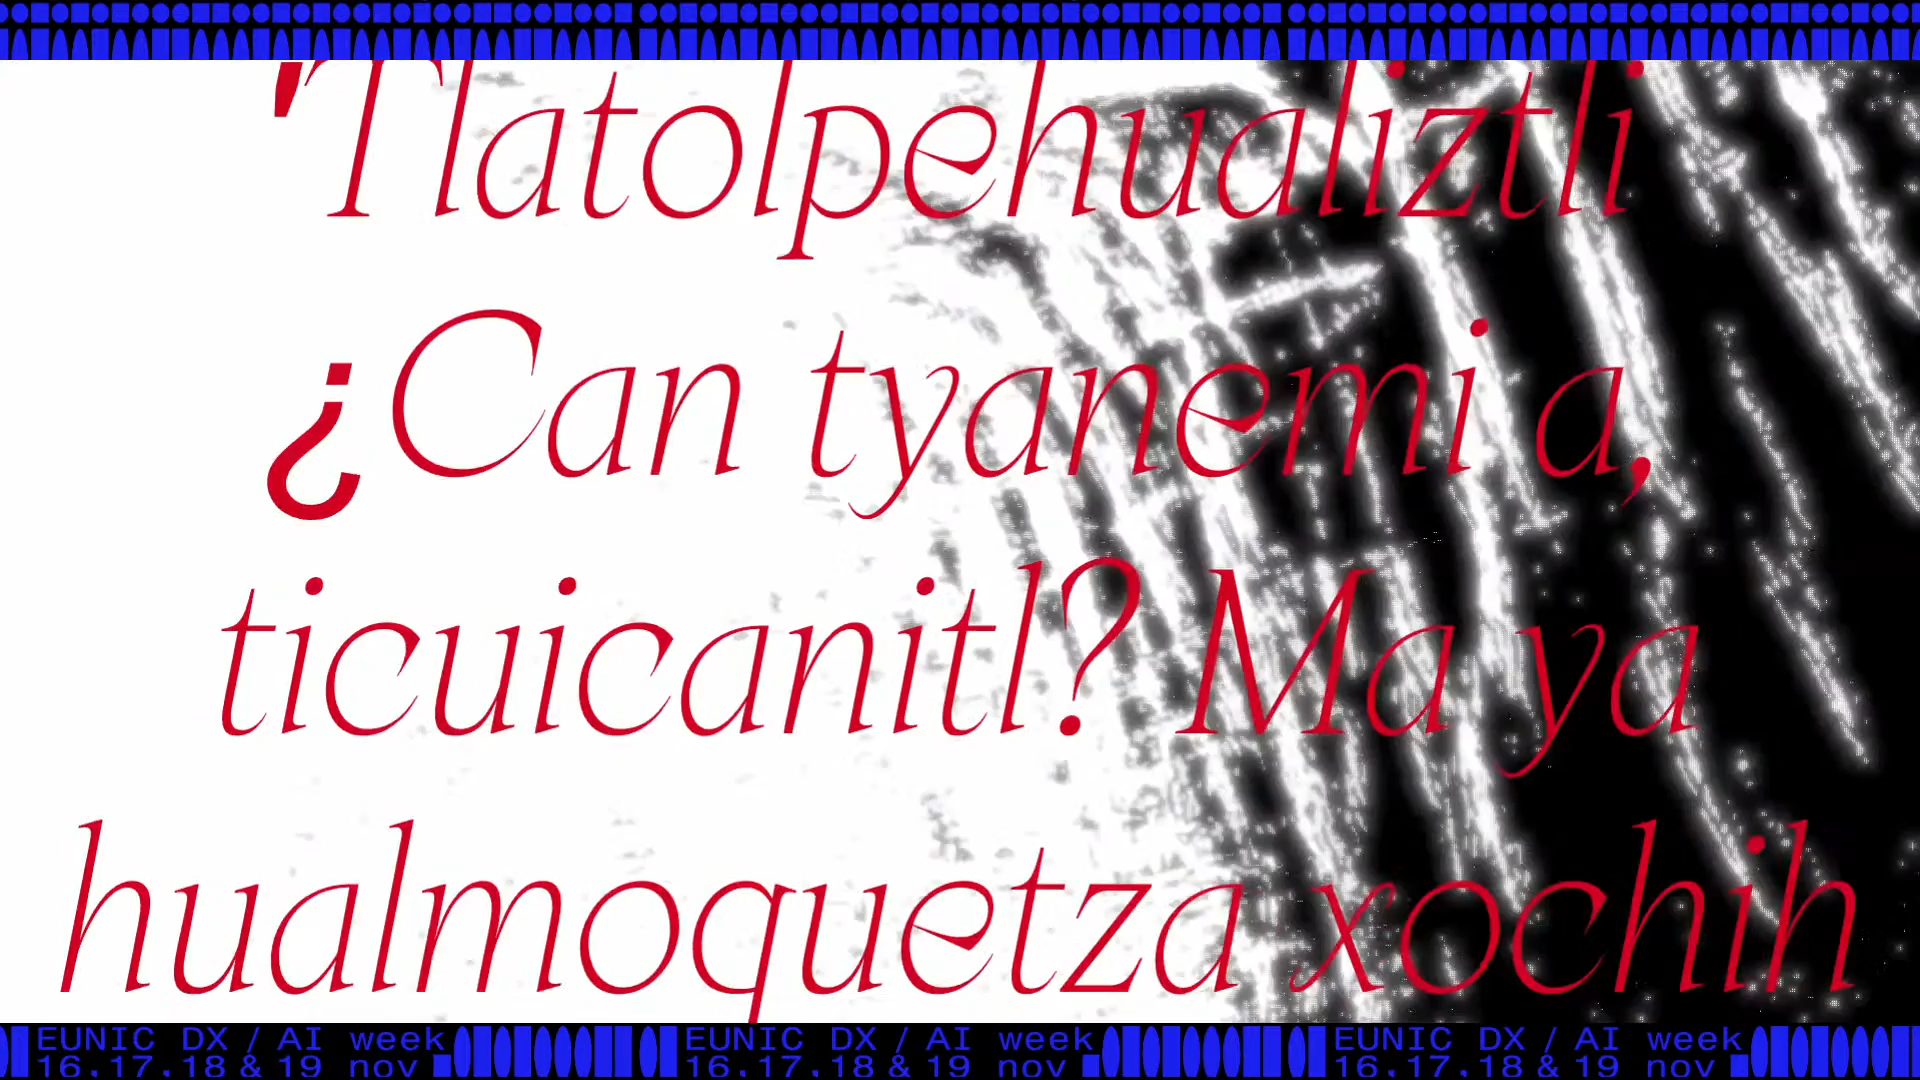 'Tlatolpehualiztli
¿Can tyanemi a,
ticuicanitl? Ma ya
hualmoquetza xochih
EUNIC DX / AI week EUNIC DX / AI week EUNIC DX / AI week
16.17.18 & 19 nov 16.17.18 & 19 nov 16.17.18 & 19 nov